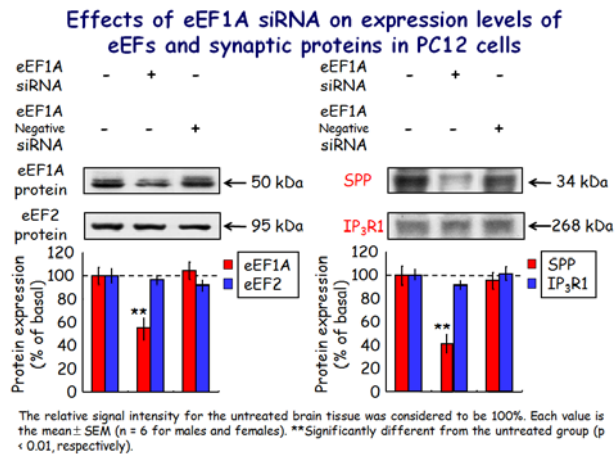 Effects of eEF1A siRNA on expression levels of
eEFs and synaptic proteins in PC12 cells
eEF1A siRNA - + -
eEF1A Negative siRNA - - +
eEF1A protein ← 50 kDa
eEF2 protein ← 95 kDa
120
100
80
60
40
20
0
Protein expression
(% of basal)
**
eEF1A
eEF2
eEF1A siRNA - + -
eEF1A Negative siRNA - - +
SPP ← 34 kDa
IP₃R1 ← 268 kDa
120
100
80
60
40
20
0
Protein expression
(% of basal)
**
SPP
IP₃R1
The relative signal intensity for the untreated brain tissue was considered to be 100%. Each value is
the mean± SEM (n = 6 for males and females). **Significantly different from the untreated group (p
< 0.01, respectively).